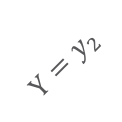 Y = y₂